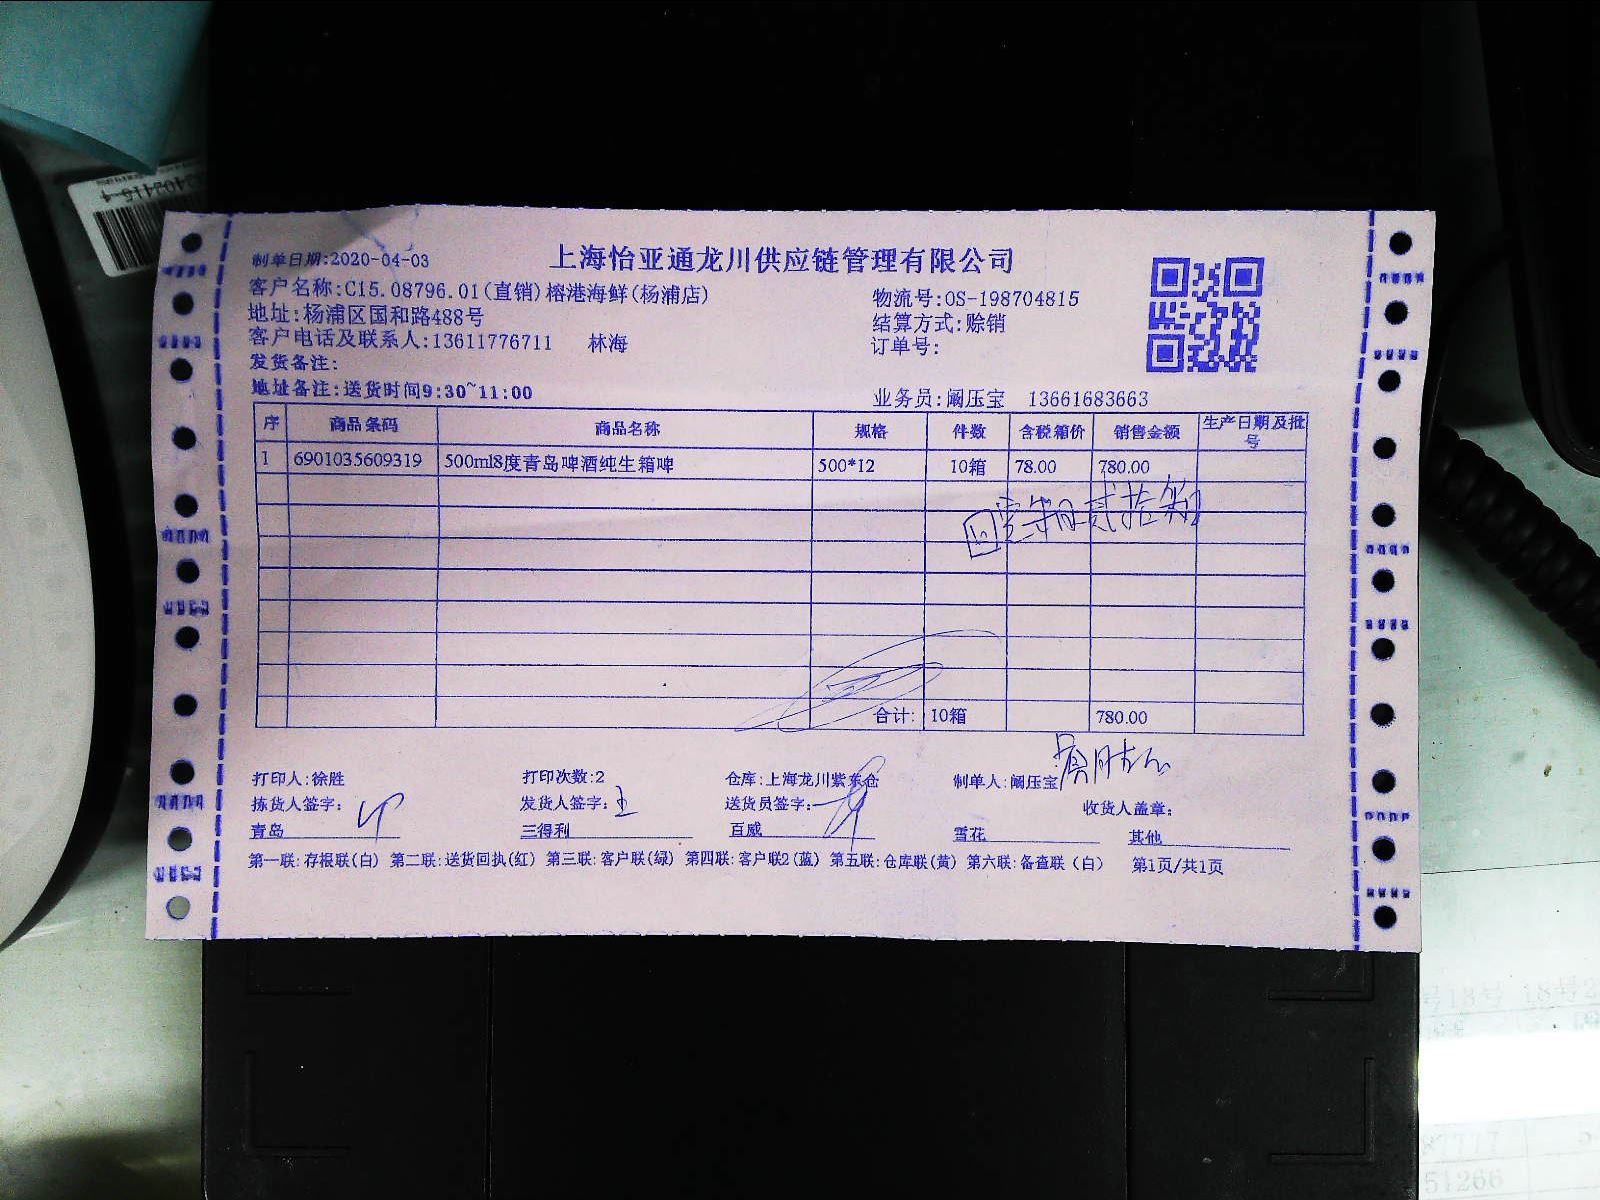 制单日期:2020-04-03
上海怡亚通龙川供应链管理有限公司
客户名称:C15.08796.01(直销)榕港海鲜(杨浦店)
物流号:OS-198704815
地址:杨浦区国和路488号
结算方式:赊销
客户电话及联系人:13611776711 林海
订单号:
发货备注:
地址备注:送货时间9:30~11:00
业务员:阚压宝 13661683663
序 商品条码 商品名称 规格 件数 含税箱价 销售金额 生产日期及批号
1 6901035609319 500ml8度青岛啤酒纯生箱啤 500*12 10箱 78.00 780.00
合计: 10箱 780.00
打印人:徐胜 打印次数:2 仓库:上海龙川紫东仓 制单人:阚压宝
拣货人签字: 发货人签字:王 送货员签字: 收货人盖章:
青岛 三得利 百威 雪花 其他
第一联:存根联(白) 第二联:送货回执(红) 第三联:客户联(绿) 第四联:客户联2(蓝) 第五联:仓库联(黄) 第六联:备查联(白) 第1页/共1页
51266